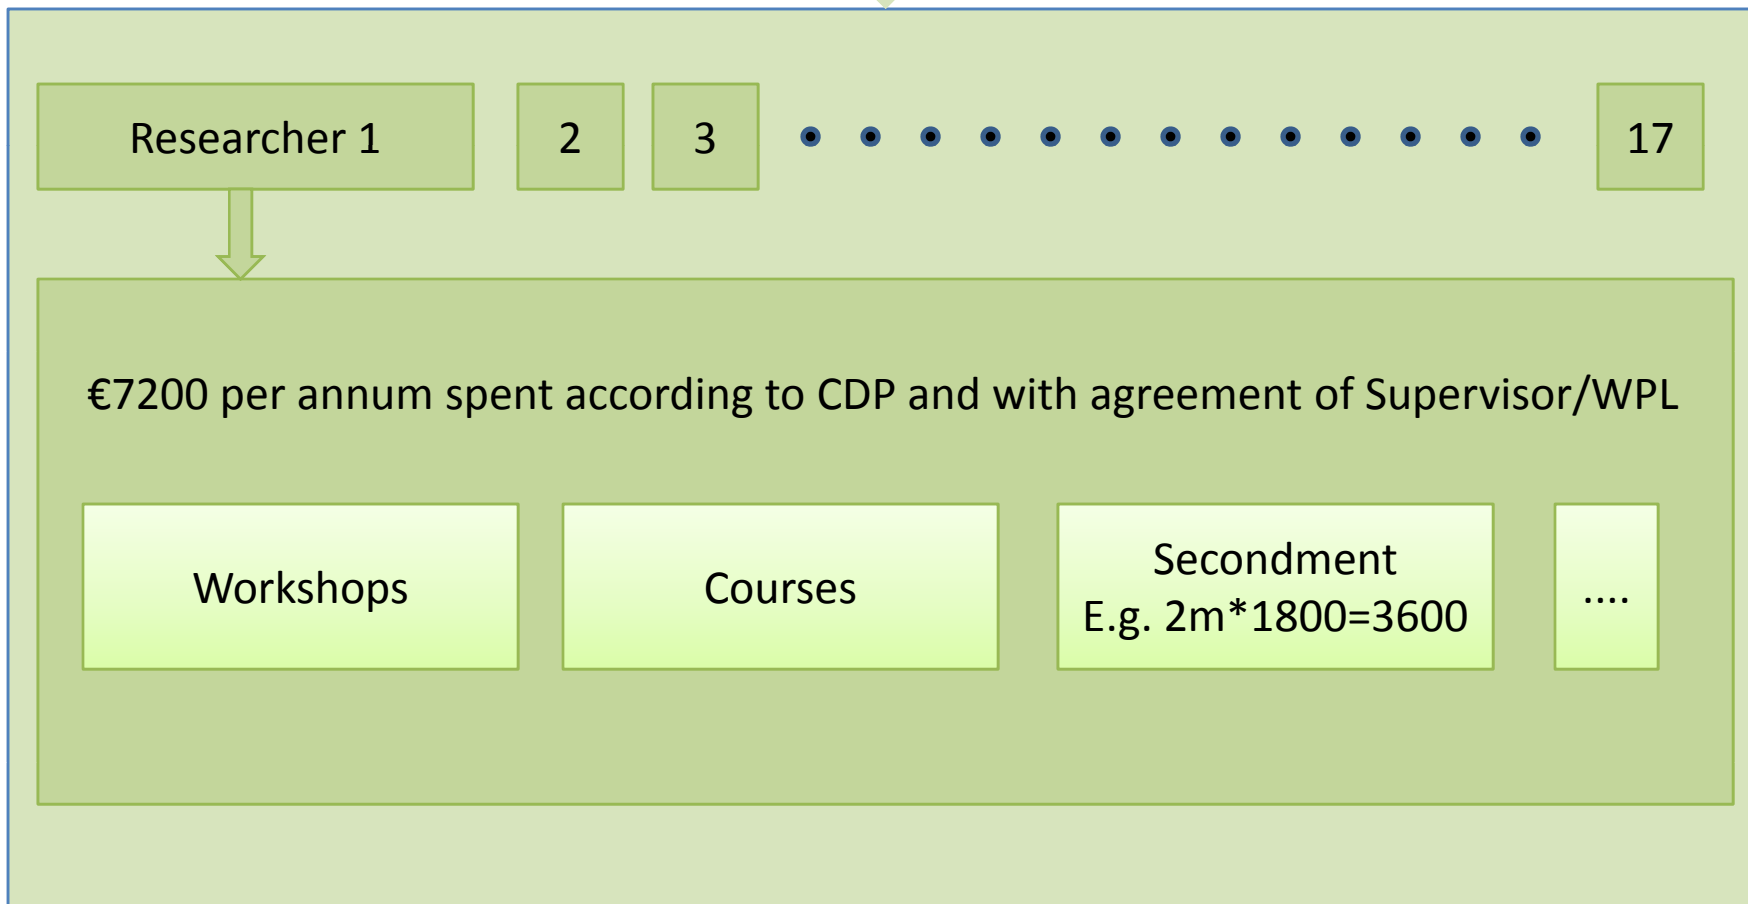 Researcher 1
2
3
17
€7200 per annum spent according to CDP and with agreement of Supervisor/WPL
Workshops
Courses
Secondment
E.g. 2m*1800=3600
....